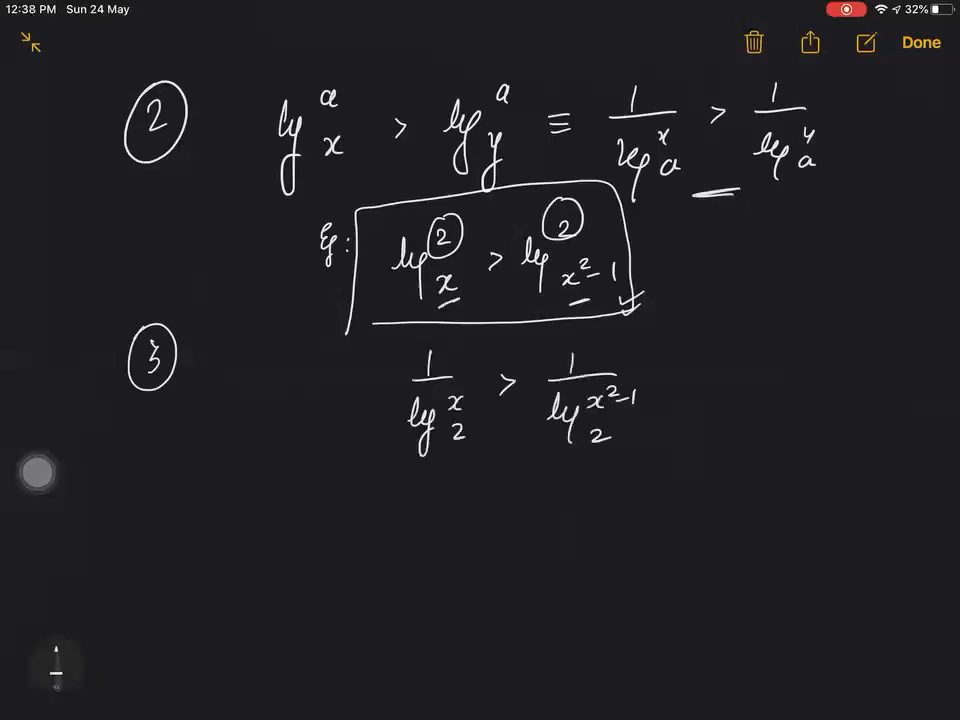 12:38 PM Sun 24 May 32%
Done
2 log_x^a > log_y^a ≡ 1/log_a^x > 1/log_a^y
Eg: log_x^2 > log_{x²-1}^2 ✓
3
1/log_2^x > 1/log_2^{x²-1}